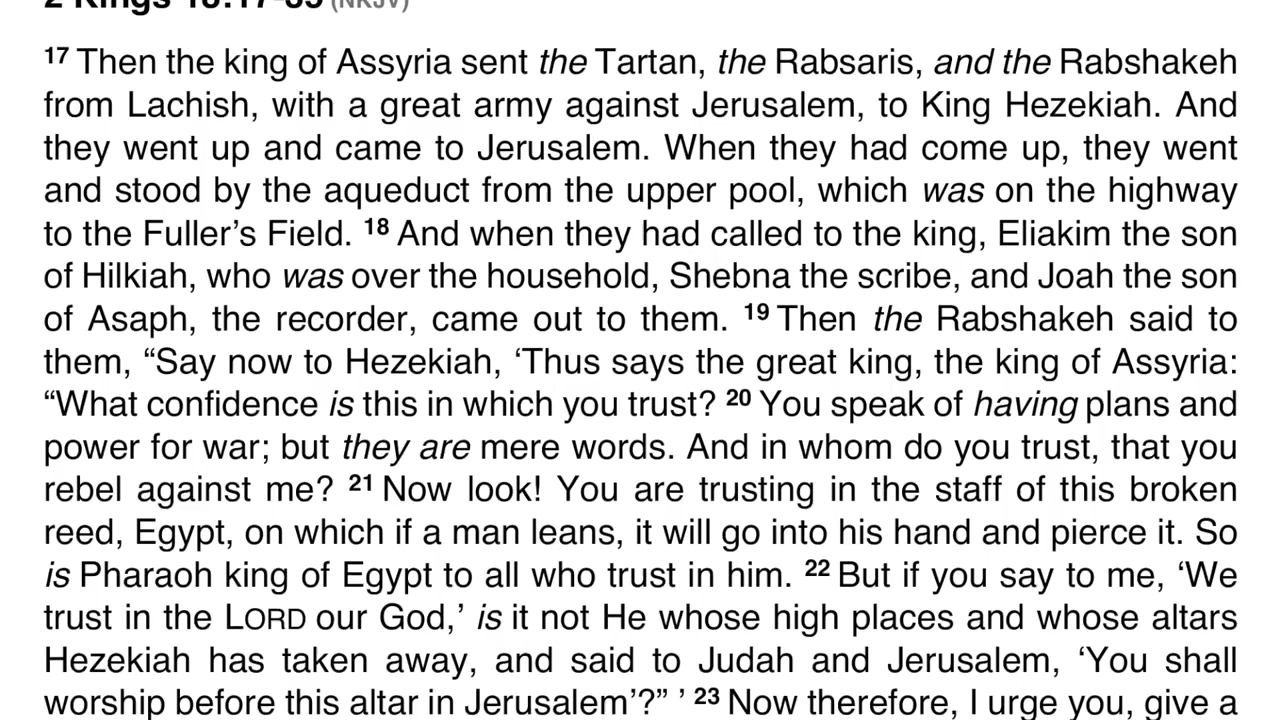 2 Kings 18:17-35 (NKJV)
17 Then the king of Assyria sent the Tartan, the Rabsaris, and the Rabshakeh
from Lachish, with a great army against Jerusalem, to King Hezekiah. And
they went up and came to Jerusalem. When they had come up, they went
and stood by the aqueduct from the upper pool, which was on the highway
to the Fuller’s Field. 18 And when they had called to the king, Eliakim the son
of Hilkiah, who was over the household, Shebna the scribe, and Joah the son
of Asaph, the recorder, came out to them. 19 Then the Rabshakeh said to
them, “Say now to Hezekiah, ‘Thus says the great king, the king of Assyria:
“What confidence is this in which you trust? 20 You speak of having plans and
power for war; but they are mere words. And in whom do you trust, that you
rebel against me? 21 Now look! You are trusting in the staff of this broken
reed, Egypt, on which if a man leans, it will go into his hand and pierce it. So
is Pharaoh king of Egypt to all who trust in him. 22 But if you say to me, ‘We
trust in the LORD our God,’ is it not He whose high places and whose altars
Hezekiah has taken away, and said to Judah and Jerusalem, ‘You shall
worship before this altar in Jerusalem’?” ’ 23 Now therefore, I urge you, give a